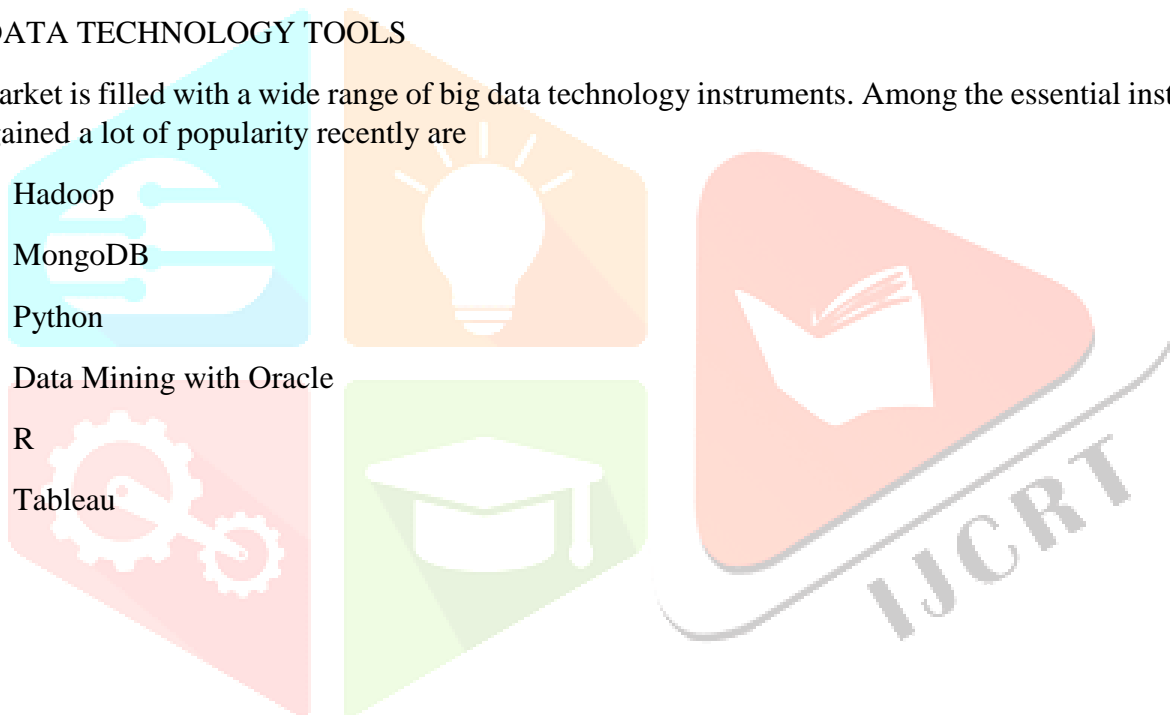 DATA TECHNOLOGY TOOLS
arket is filled with a wide range of big data technology instruments. Among the essential inst
gained a lot of popularity recently are
Hadoop
MongoDB
Python
Data Mining with Oracle
R
Tableau
IJCRT